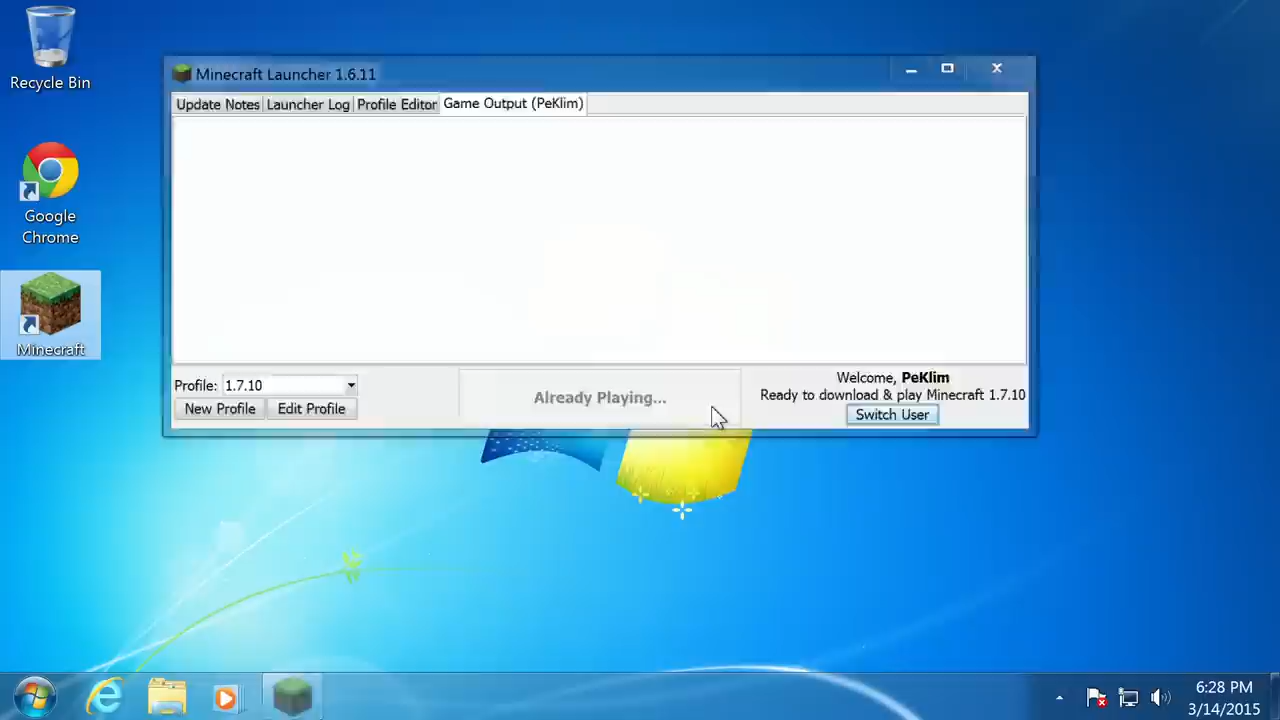 Recycle Bin
Google
Chrome
Minecraft
Minecraft Launcher 1.6.11
Update Notes
Launcher Log
Profile Editor
Game Output (PeKlim)
Profile:
1.7.10
New Profile
Edit Profile
Already Playing...
Welcome, PeKlim
Ready to download & play Minecraft 1.7.10
Switch User
6:28 PM
3/14/2015